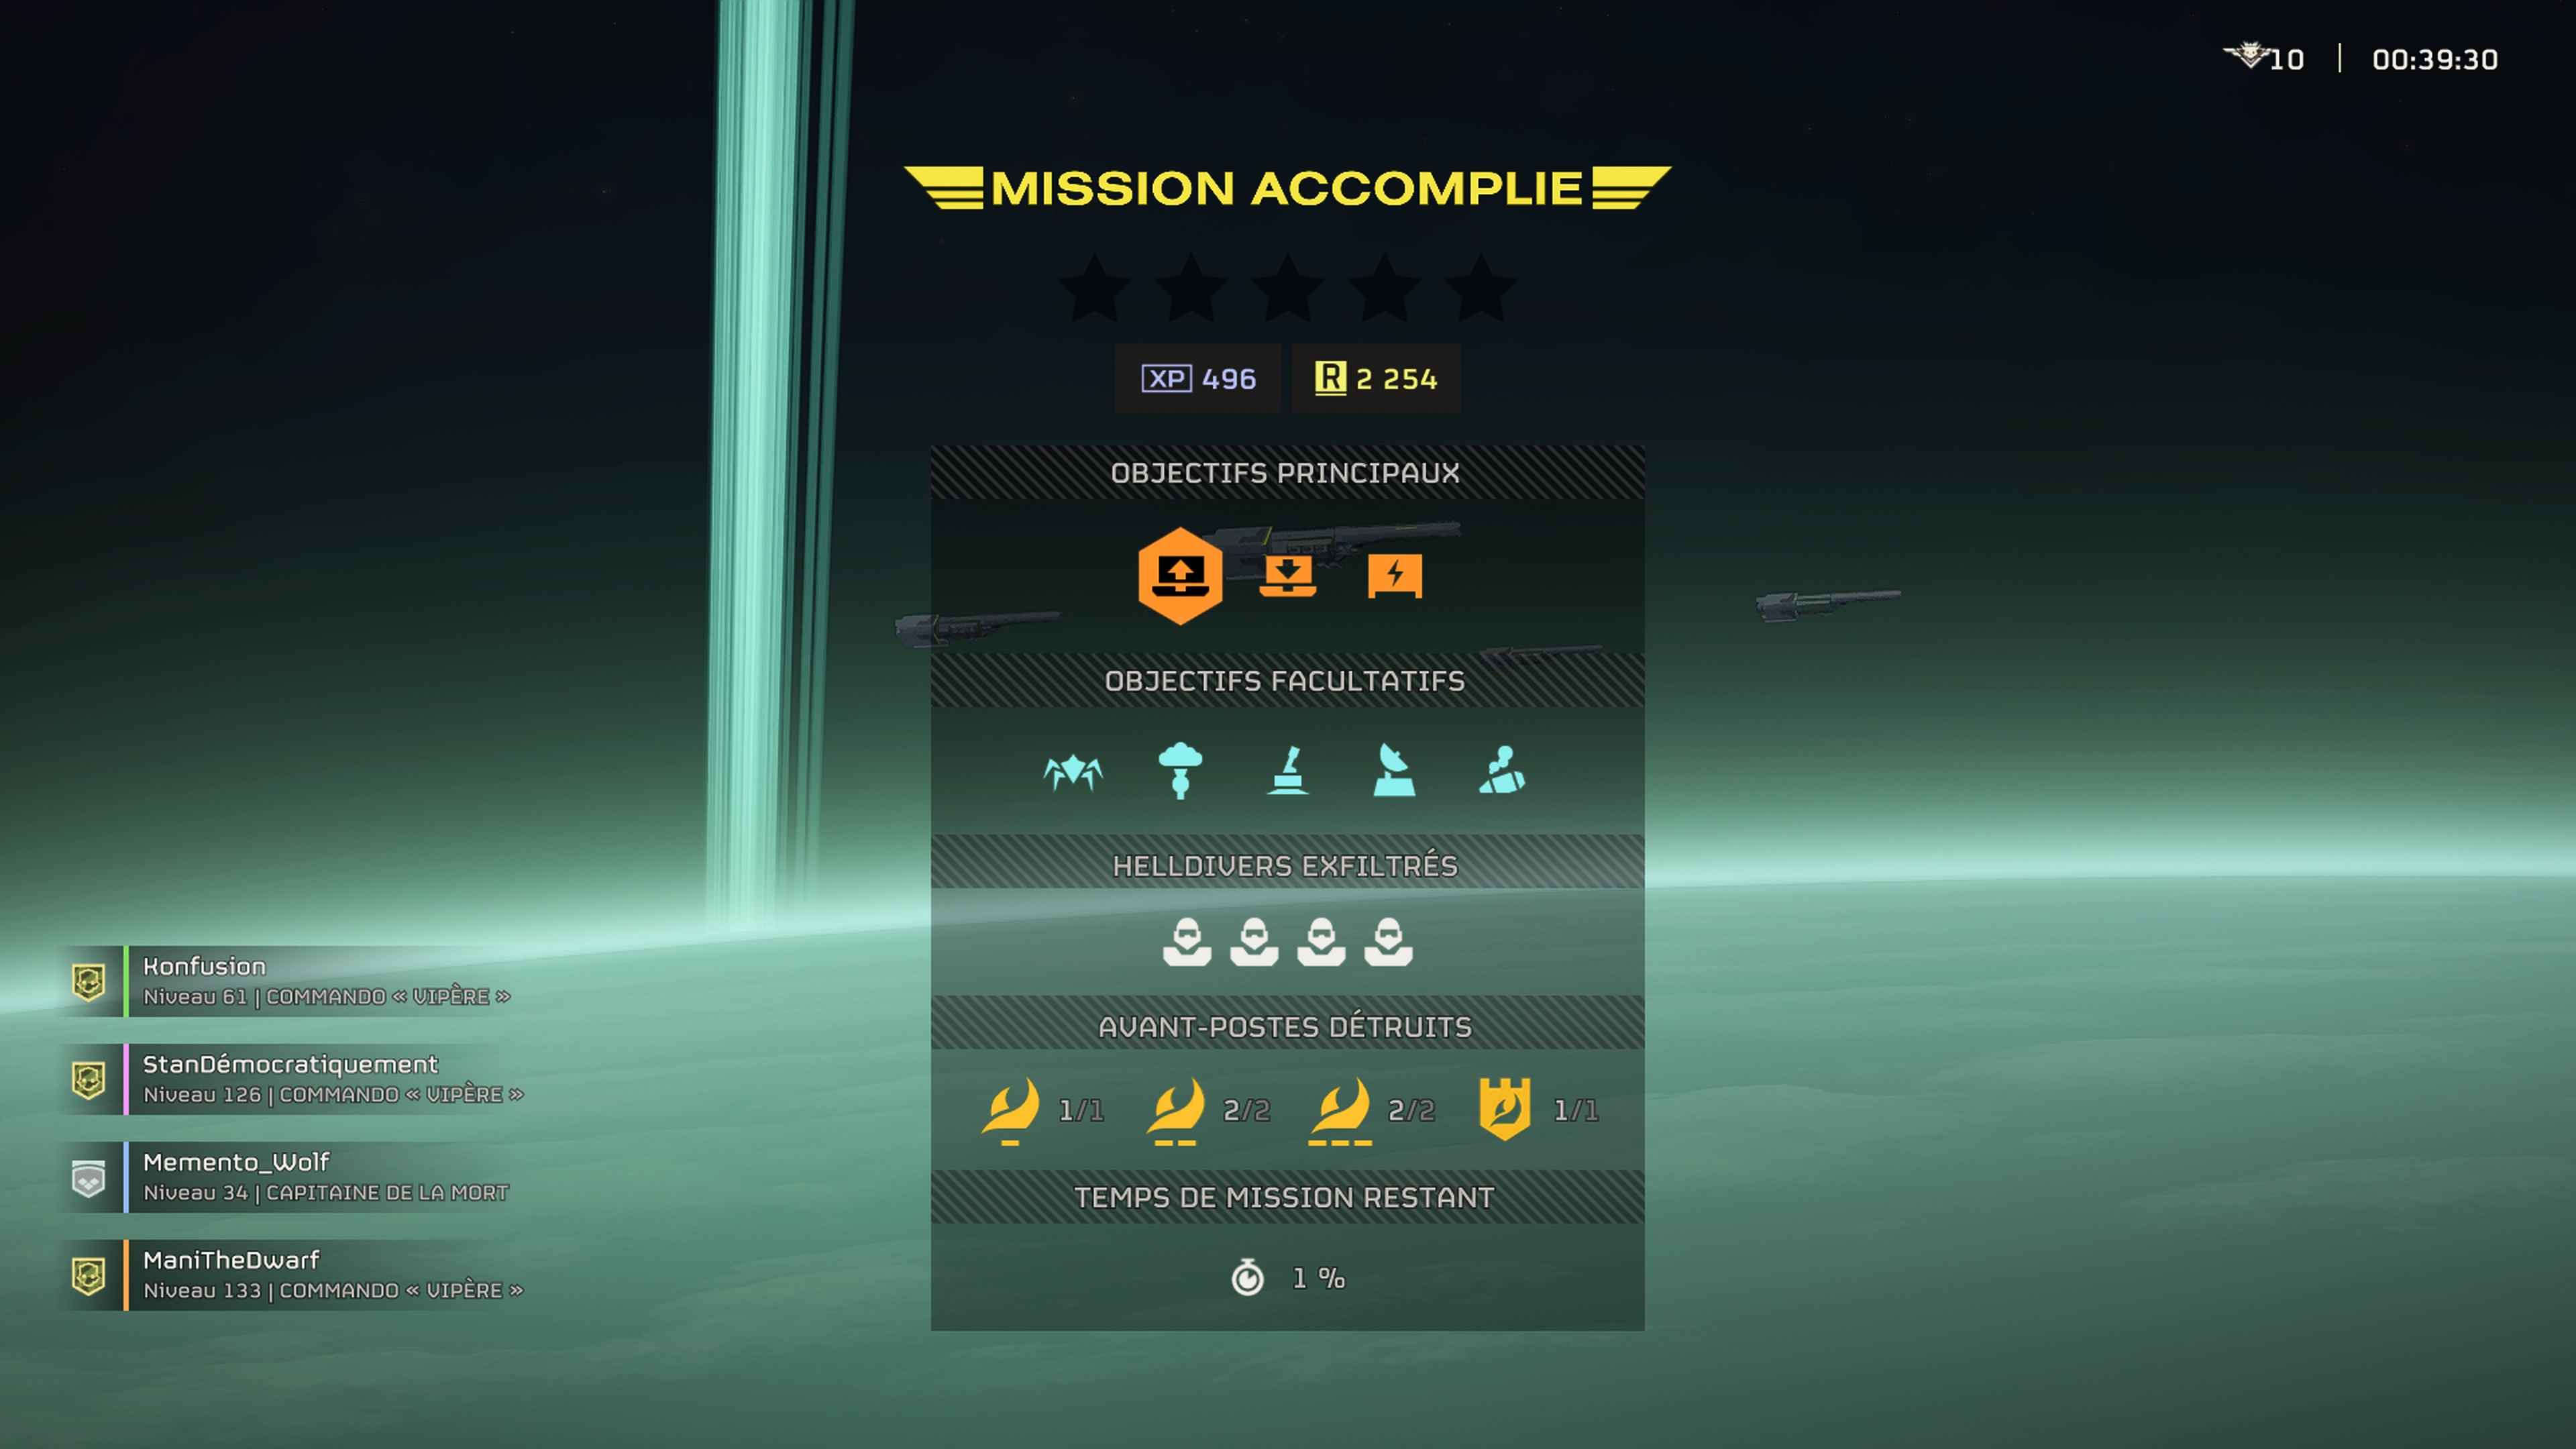 10 | 00:39:30
MISSION ACCOMPLIE
XP 496
R 2 254
OBJECTIFS PRINCIPAUX
OBJECTIFS FACULTATIFS
HELLDIVERS EXFILTRÉS
AVANT-POSTES DÉTRUITS
1/1 2/2 2/2 1/1
TEMPS DE MISSION RESTANT
1 %
Konfusion
Niveau 61 | COMMANDO « VIPÈRE »
StanDémocratiquement
Niveau 126 | COMMANDO « VIPÈRE »
Memento_Wolf
Niveau 34 | CAPITAINE DE LA MORT
ManiTheDwarf
Niveau 133 | COMMANDO « VIPÈRE »